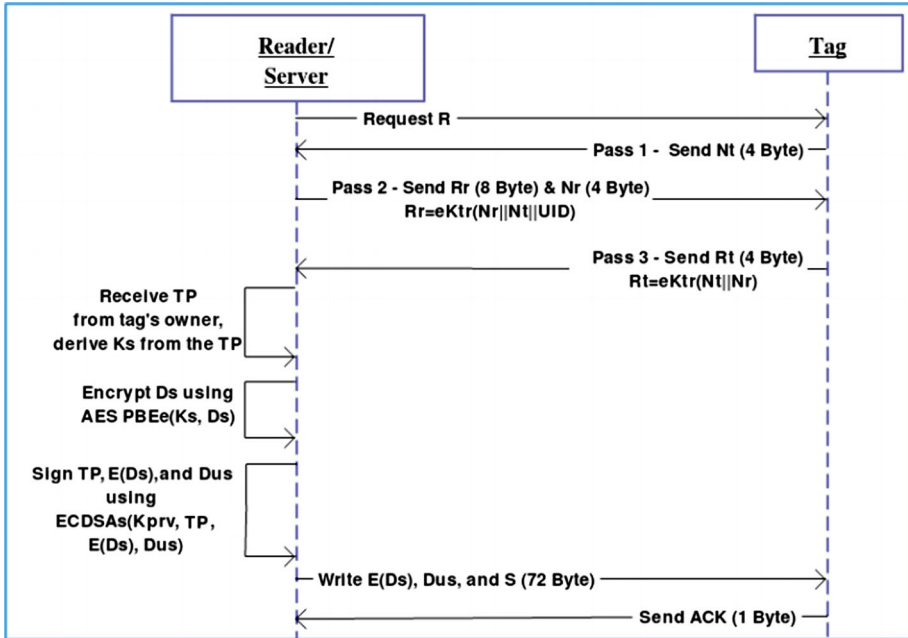 Reader/
Server
Tag
Request R
Pass 1 - Send Nt (4 Byte)
Pass 2 - Send Rr (8 Byte) & Nr (4 Byte)
Rr=eKtr(Nr||Nt||UID)
Pass 3 - Send Rt (4 Byte)
Rt=eKtr(Nt||Nr)
Receive TP
from tag's owner,
derive Ks from the TP
Encrypt Ds using
AES PBEe(Ks, Ds)
Sign TP, E(Ds),and Dus
using
ECDSAs(Kprv, TP,
E(Ds), Dus)
Write E(Ds), Dus, and S (72 Byte)
Send ACK (1 Byte)